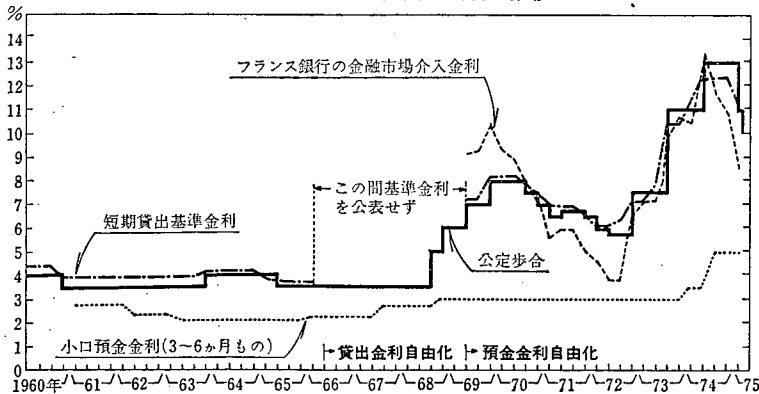 %
14
13
12
11
10
9
8
7
6
5
4
3
2
1
0
フランス銀行の金融市場介入金利
この間基準金利
を公表せず
短期貸出基準金利
公定歩合
小口預金金利(3~6ヵ月もの)
貸出金利自由化
預金金利自由化
1960年 61 62 63 64 65 66 67 68 69 70 71 72 73 74 75